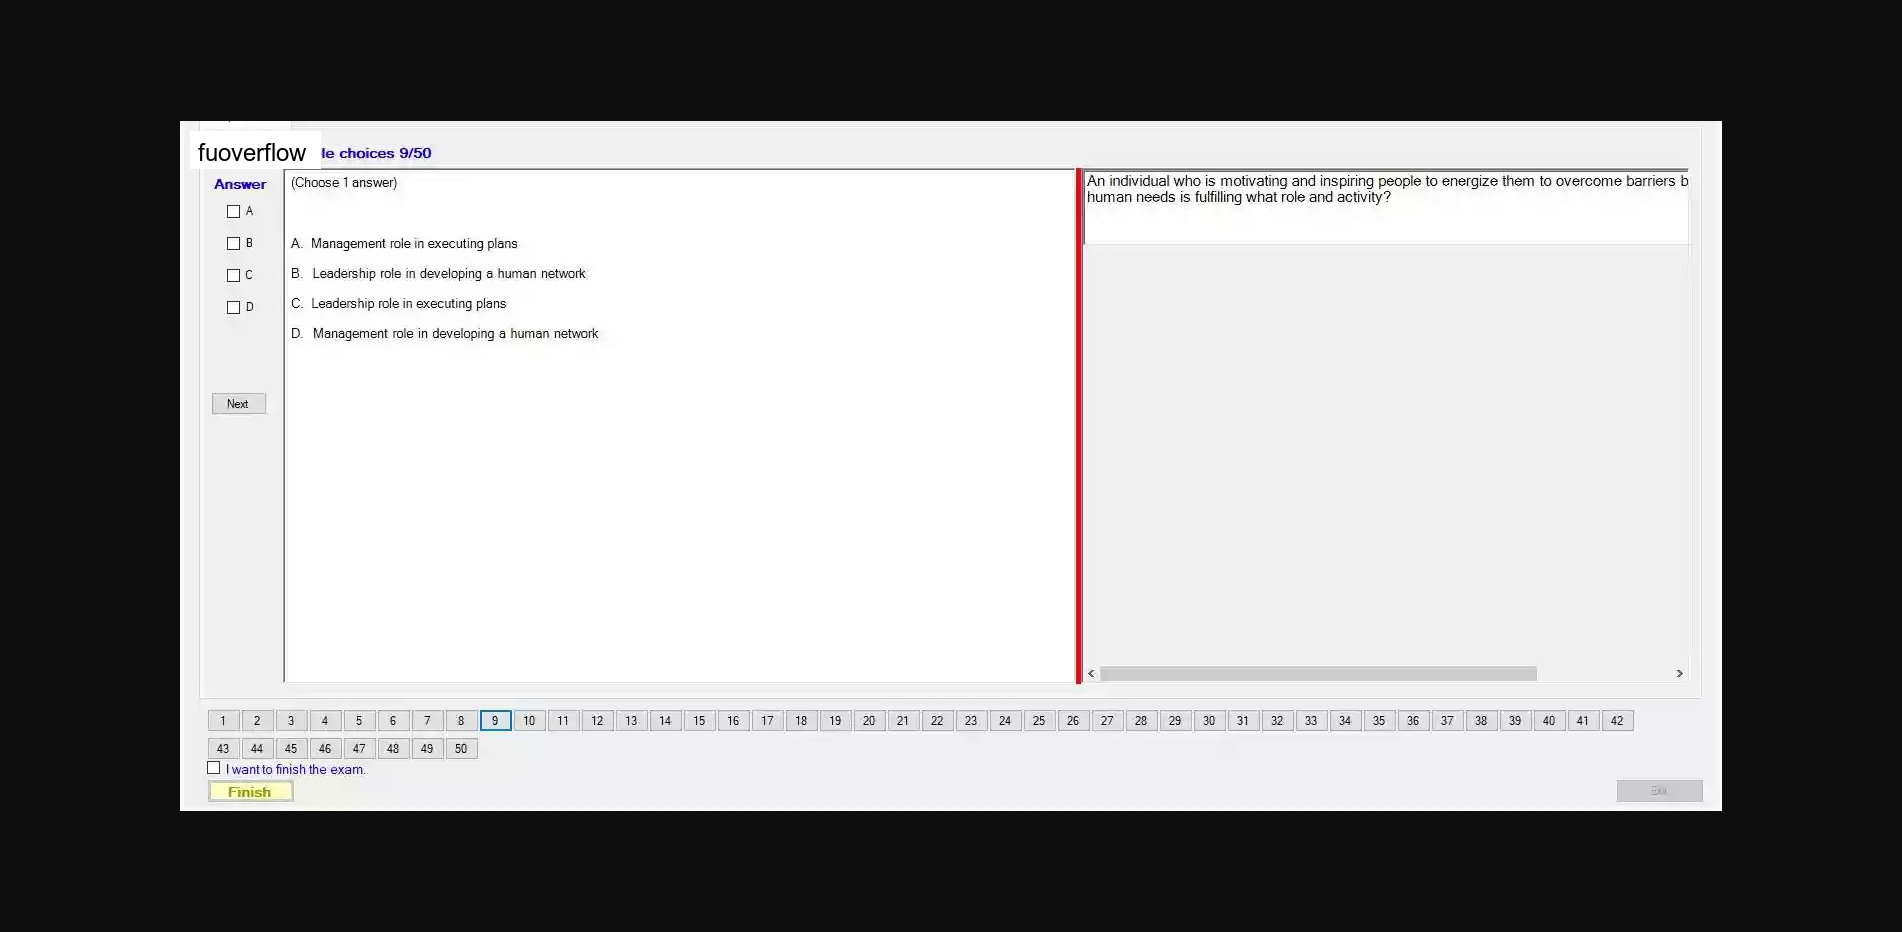 fuoverflow le choices 9/50
Answer
(Choose 1 answer)
A
B
C
D
A. Management role in executing plans
B. Leadership role in developing a human network
C. Leadership role in executing plans
D. Management role in developing a human network
Next
An individual who is motivating and inspiring people to energize them to overcome barriers b
human needs is fulfilling what role and activity?
1 2 3 4 5 6 7 8 9 10 11 12 13 14 15 16 17 18 19 20 21 22 23 24 25 26 27 28 29 30 31 32 33 34 35 36 37 38 39 40 41 42
43 44 45 46 47 48 49 50
I want to finish the exam.
Finish
Exit